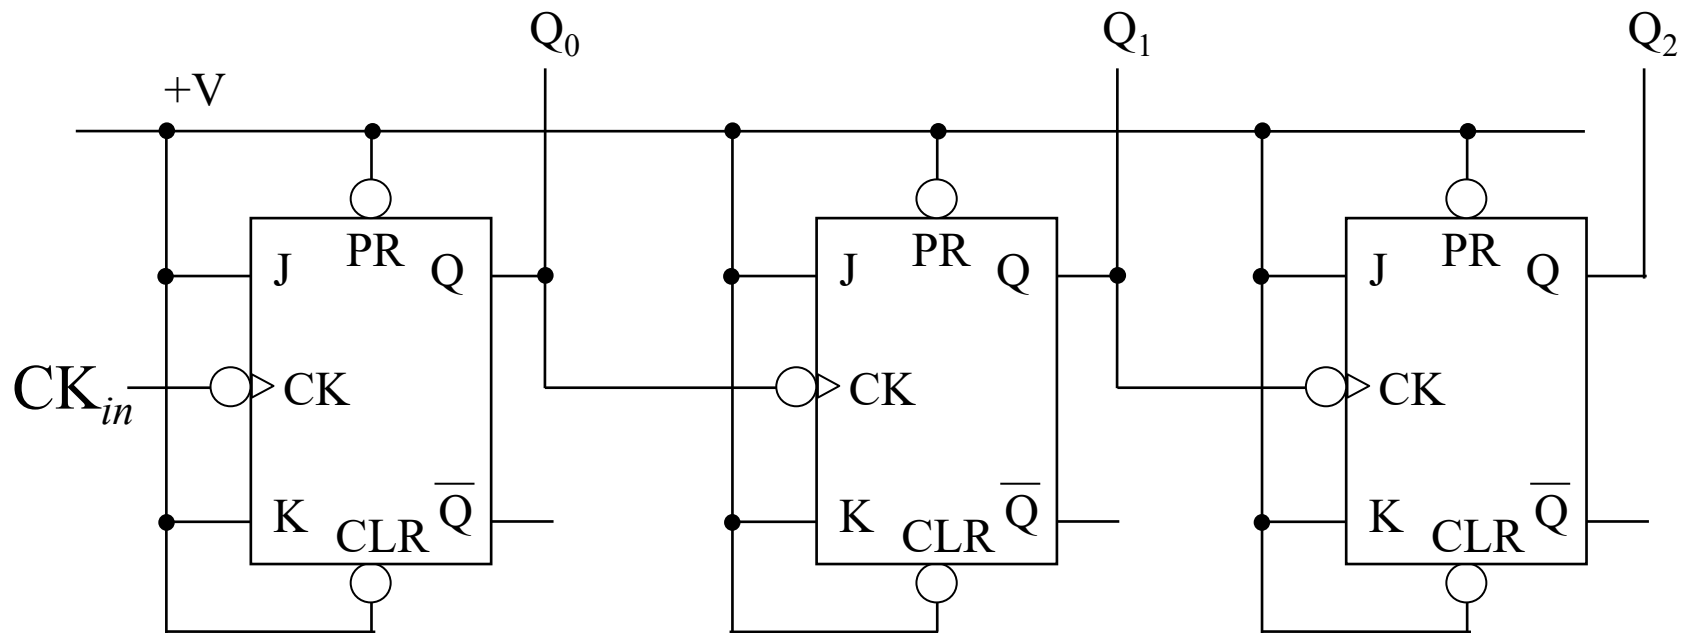 Q₀ Q₁ Q₂
+V
PR PR PR
J Q J Q J Q
CK CK CK
CKin
K Q̅ K Q̅ K Q̅
CLR CLR CLR